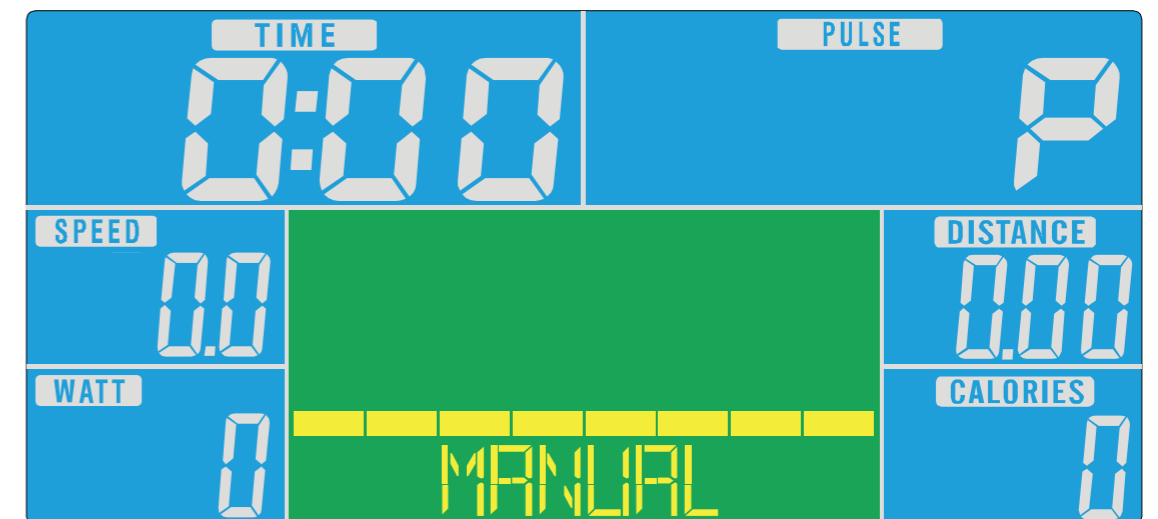 TIME
0:00
PULSE
P
SPEED
0.0
DISTANCE
0.00
WATT
0
CALORIES
0
MANUAL